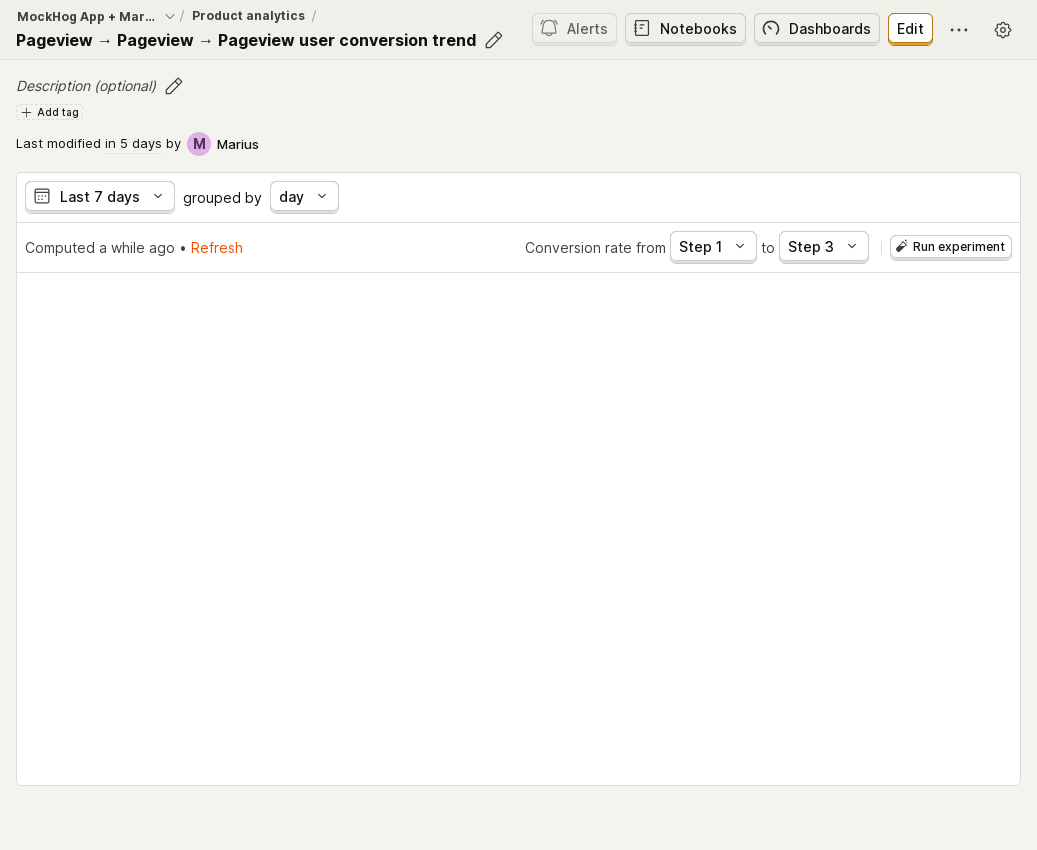 MockHog App + Mar... / Product analytics /
Pageview → Pageview → Pageview user conversion trend
Alerts Notebooks Dashboards Edit
Description (optional)
Add tag
Last modified in 5 days by M Marius
Last 7 days grouped by day
Computed a while ago • Refresh Conversion rate from Step 1 to Step 3 Run experiment